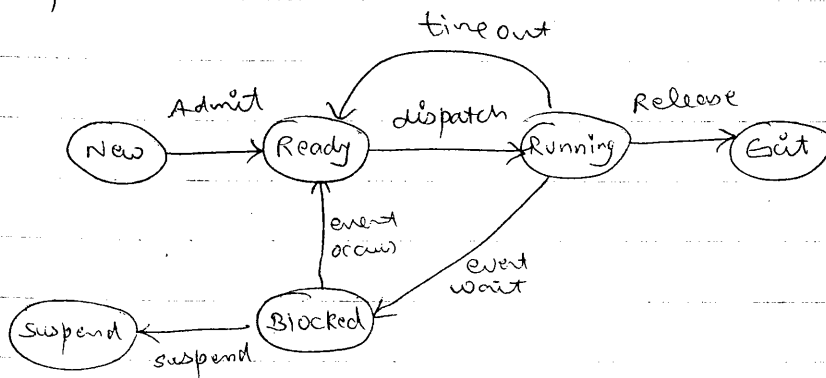 time out
Admit
dispatch
Release
New
Ready
Running
Exit
event
occurs
event
wait
Suspend
suspend
Blocked